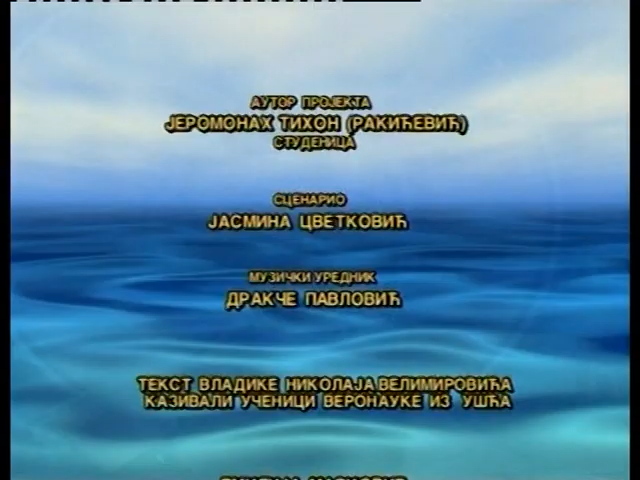 АУТОР ПРОЈЕКТА
ЈЕРОМОНАХ ТИХОН (РАКИЋЕВИЋ)
СТУДЕНИЦА
СЦЕНАРИО
ЈАСМИНА ЦВЕТКОВИЋ
МУЗИЧКИ УРЕДНИК
ДРАКЧЕ ПАВЛОВИЋ
ТЕКСТ ВЛАДИКЕ НИКОЛАЈА ВЕЛИМИРОВИЋА
КАЗИВАЛИ УЧЕНИЦИ ВЕРОНАУКЕ ИЗ УШЋА